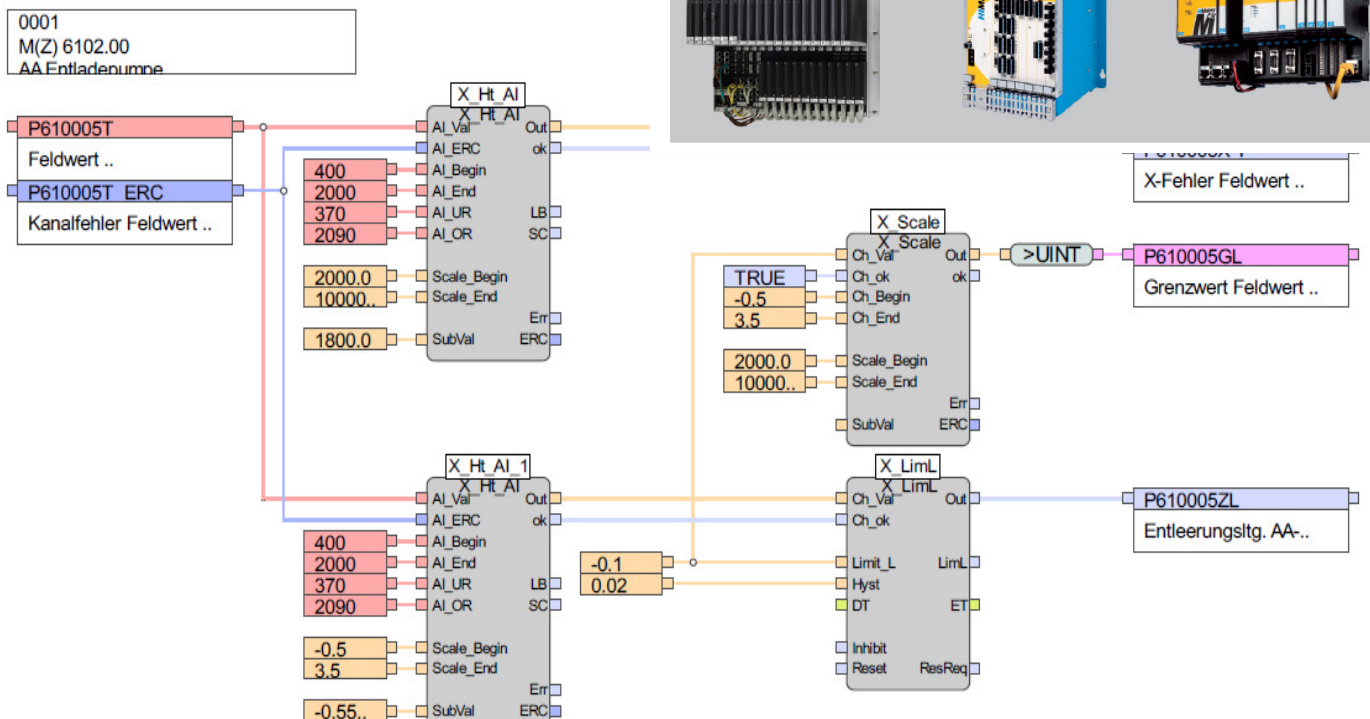 0001
M(Z) 6102.00
AA Entladepumpe
P610005T
Feldwert ..
P610005T ERC
Kanalfehler Feldwert ..
X_Ht_AI
X_Ht_AI
AI_Val
Out
AI_ERC
ok
400
AI_Begin
2000
AI_End
370
AI_UR
LB
2090
AI_OR
SC
2000.0
Scale_Begin
10000..
Scale_End
Err
1800.0
SubVal
ERC
X_Ht_AI_1
X_Ht_AI
AI_Val
Out
AI_ERC
ok
400
AI_Begin
2000
AI_End
370
AI_UR
LB
2090
AI_OR
SC
-0.5
Scale_Begin
3.5
Scale_End
Err
-0.55..
SubVal
ERC
X_Scale
X_Scale
Ch_Val
Out
TRUE
Ch_ok
ok
-0.5
Ch_Begin
3.5
Ch_End
2000.0
Scale_Begin
10000..
Scale_End
Err
SubVal
ERC
>UINT
X-Fehler Feldwert ..
P610005GL
Grenzwert Feldwert ..
X_LimL
X_LimL
Ch_Val
Out
Ch_ok
-0.1
Limit_L
LimL
0.02
Hyst
DT
ET
Inhibit
Reset
ResReq
P610005ZL
Entleerungsltg. AA-..